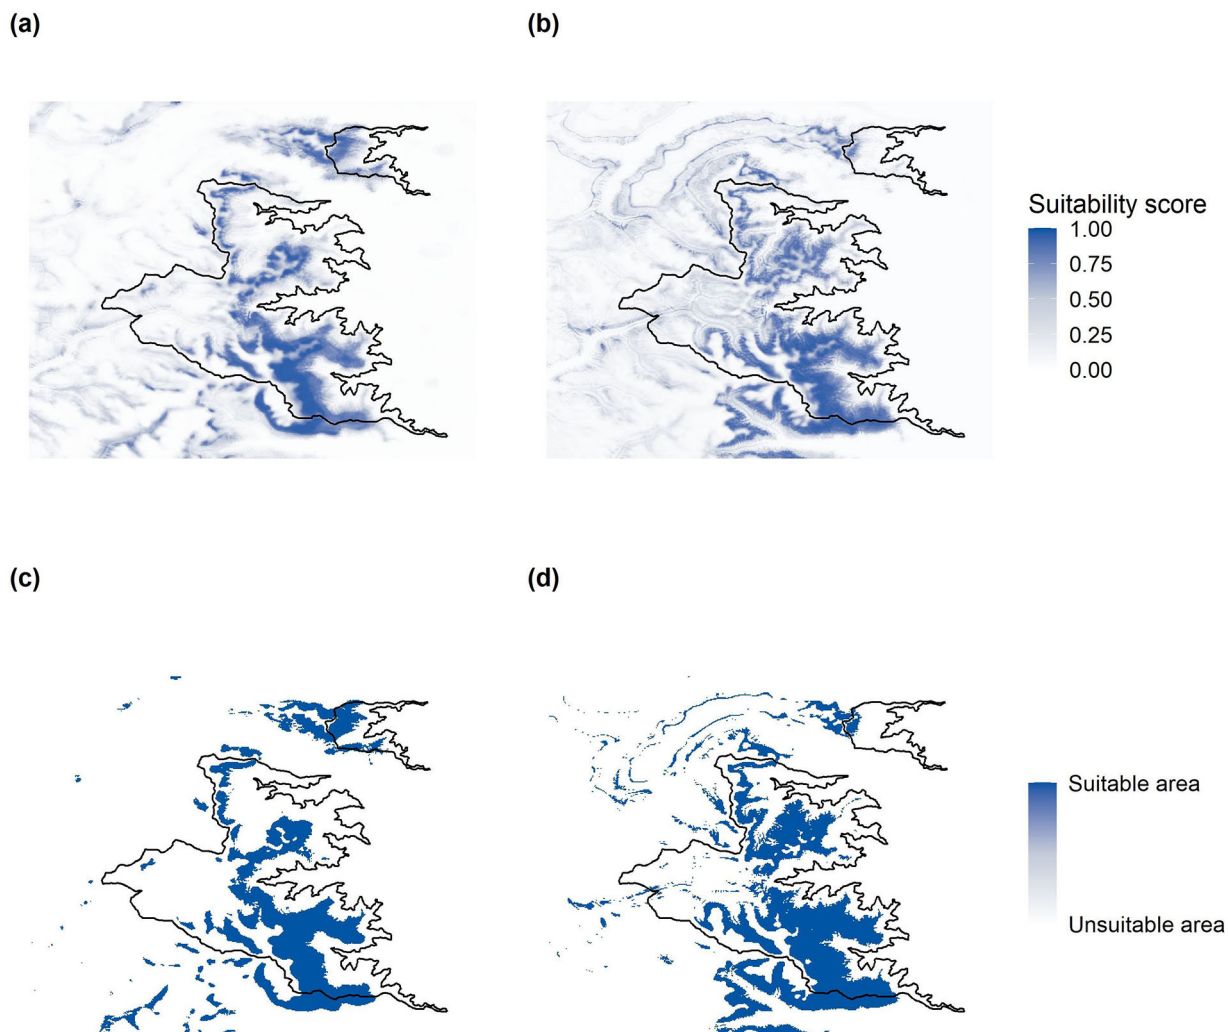 (a)
(b)
Suitability score
1.00
0.75
0.50
0.25
0.00
(c)
(d)
Suitable area
Unsuitable area